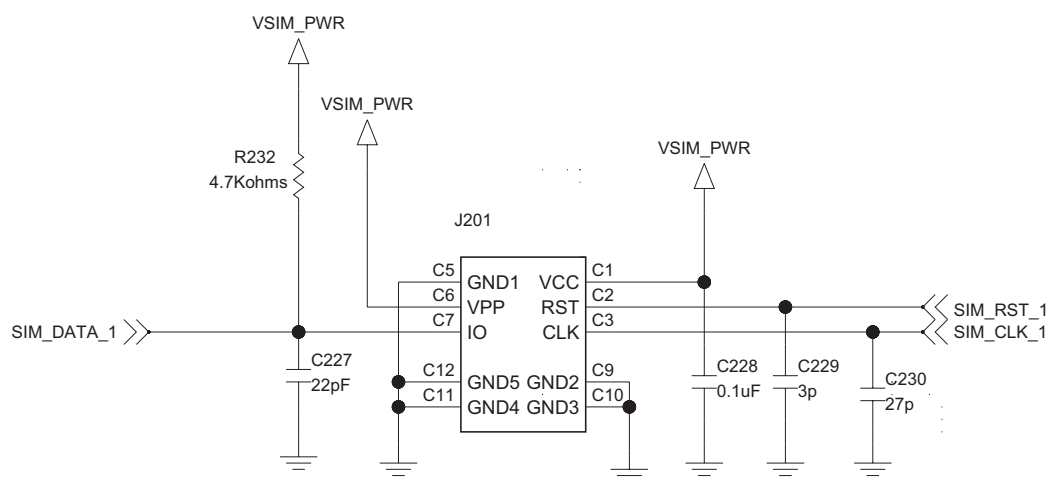 VSIM_PWR
VSIM_PWR
VSIM_PWR
R232
4.7Kohms
J201
C5 GND1 VCC C1
C6 VPP RST C2
C7 IO CLK C3
C12 GND5 GND2 C9
C11 GND4 GND3 C10
SIM_DATA_1
SIM_RST_1
SIM_CLK_1
C227
22pF
C228
0.1uF
C229
3p
C230
27p